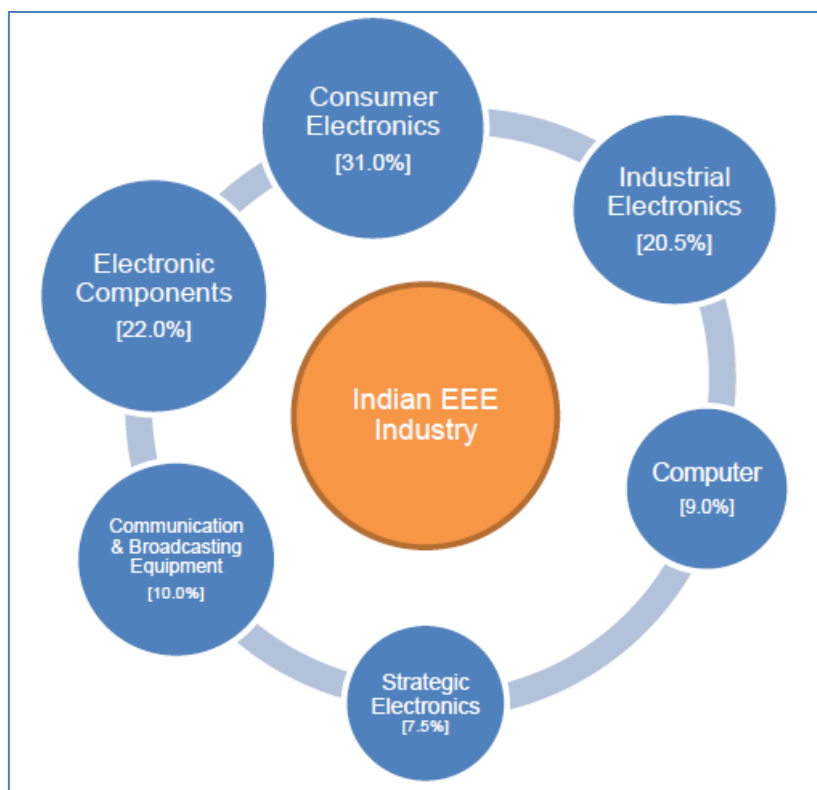 Consumer
Electronics
[31.0%]
Industrial
Electronics
[20.5%]
Computer
[9.0%]
Strategic
Electronics
[7.5%]
Communication
& Broadcasting
Equipment
[10.0%]
Electronic
Components
[22.0%]
Indian EEE
Industry